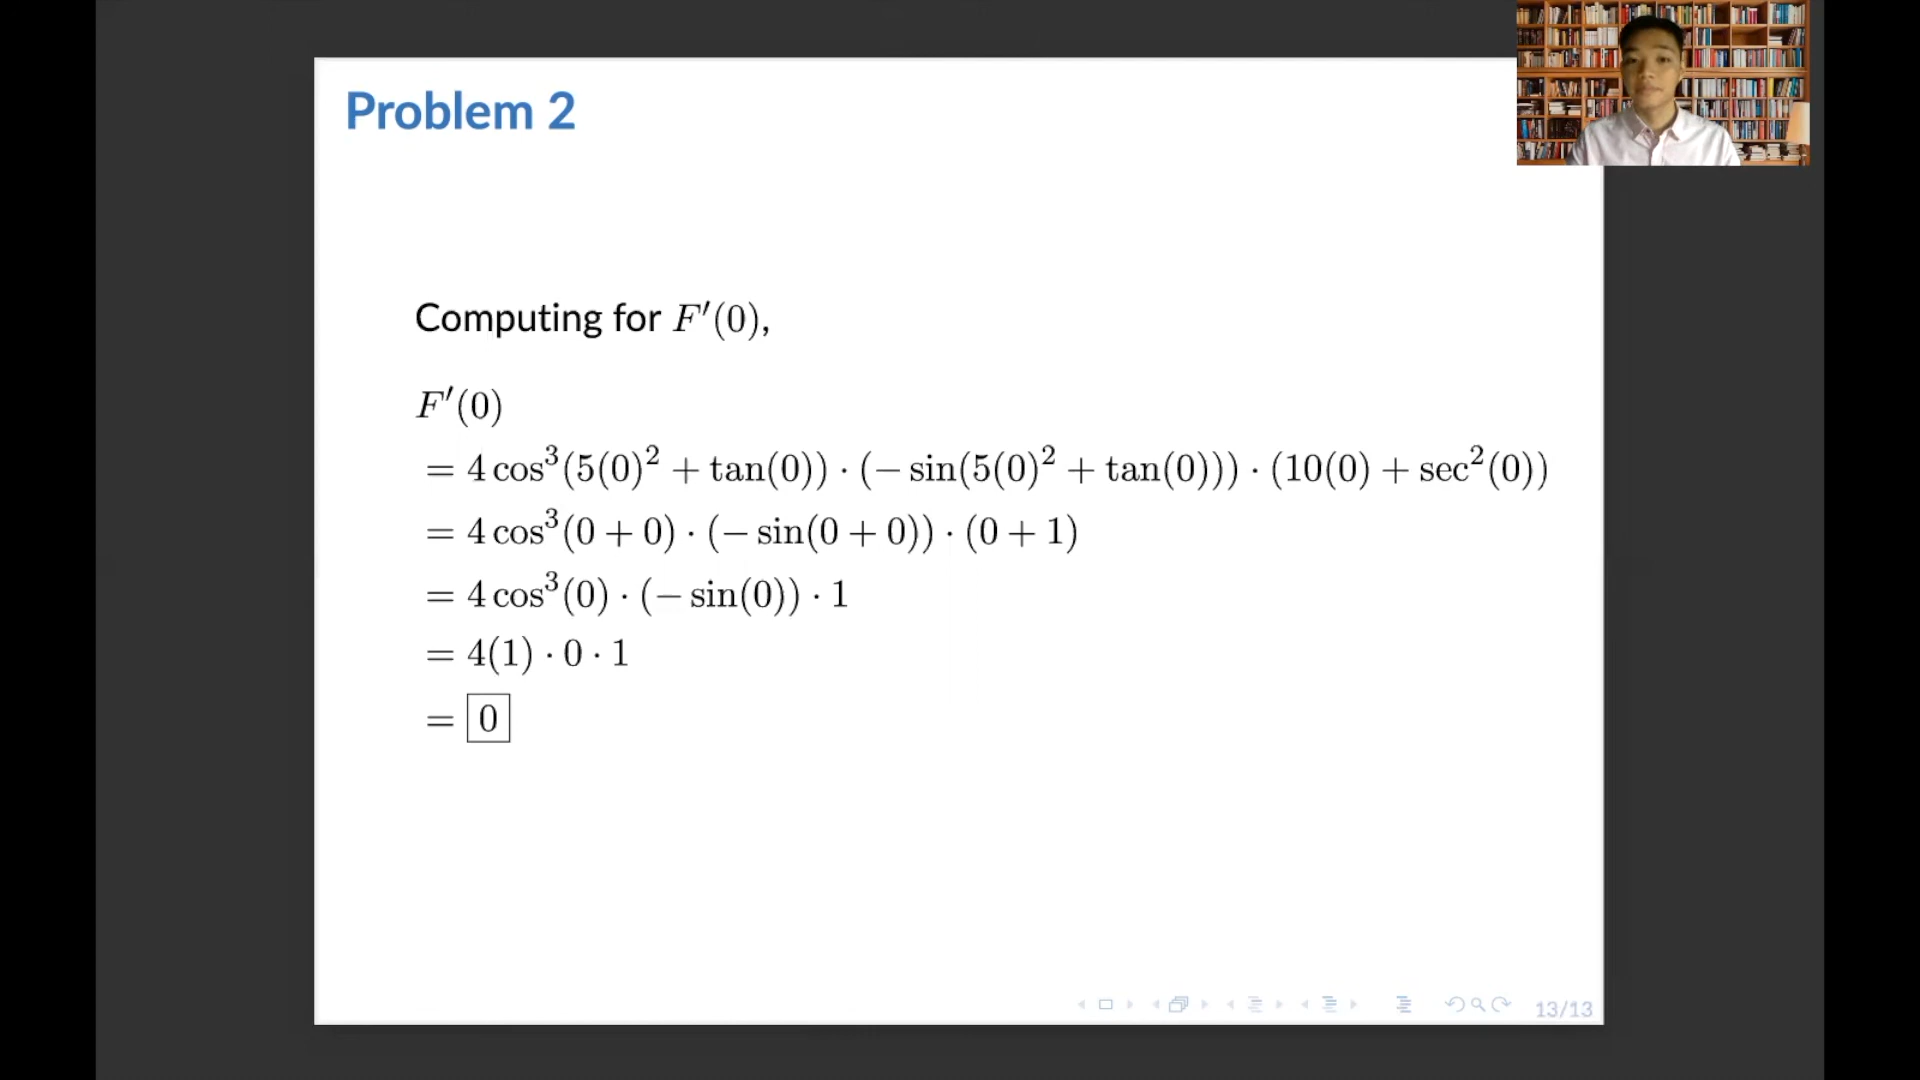 Problem 2
Computing for F′(0),
F′(0)
= 4 cos³(5(0)² + tan(0)) · (− sin(5(0)² + tan(0))) · (10(0) + sec²(0))
= 4 cos³(0 + 0) · (− sin(0 + 0)) · (0 + 1)
= 4 cos³(0) · (− sin(0)) · 1
= 4(1) · 0 · 1
= 0
13/13